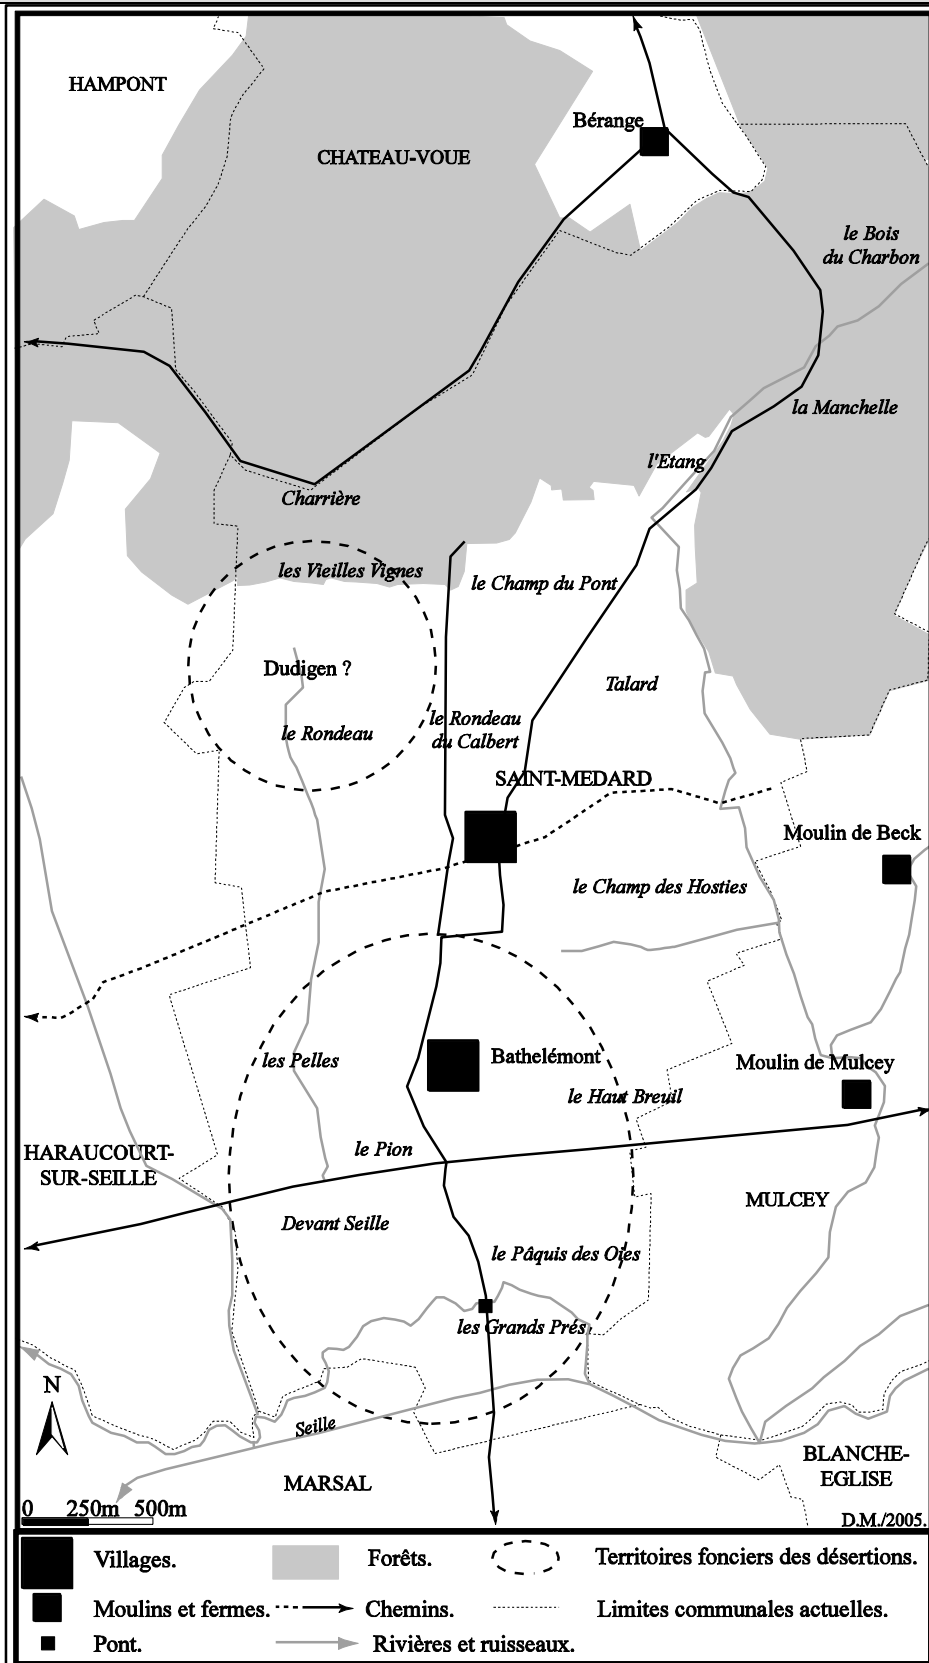 HAMPONT
Bérange
CHATEAU-VOUE
le Bois
du Charbon
la Manchelle
l'Etang
Charrière
les Vieilles Vignes
le Champ du Pont
Dudigen ?
Talard
le Rondeau
le Rondeau
du Calbert
SAINT-MEDARD
Moulin de Beck
le Champ des Hosties
Bathelémont
les Pelles
Moulin de Mulcey
le Haut Breuil
le Pion
HARAUCOURT-
SUR-SEILLE
MULCEY
Devant Seille
le Pâquis des Oies
les Grands Prés
N
Seille
BLANCHE-
EGLISE
MARSAL
0 250m 500m
D.M./2005.
Villages.
Forêts.
Territoires fonciers des désertions.
Moulins et fermes.
Chemins.
Limites communales actuelles.
Pont.
Rivières et ruisseaux.